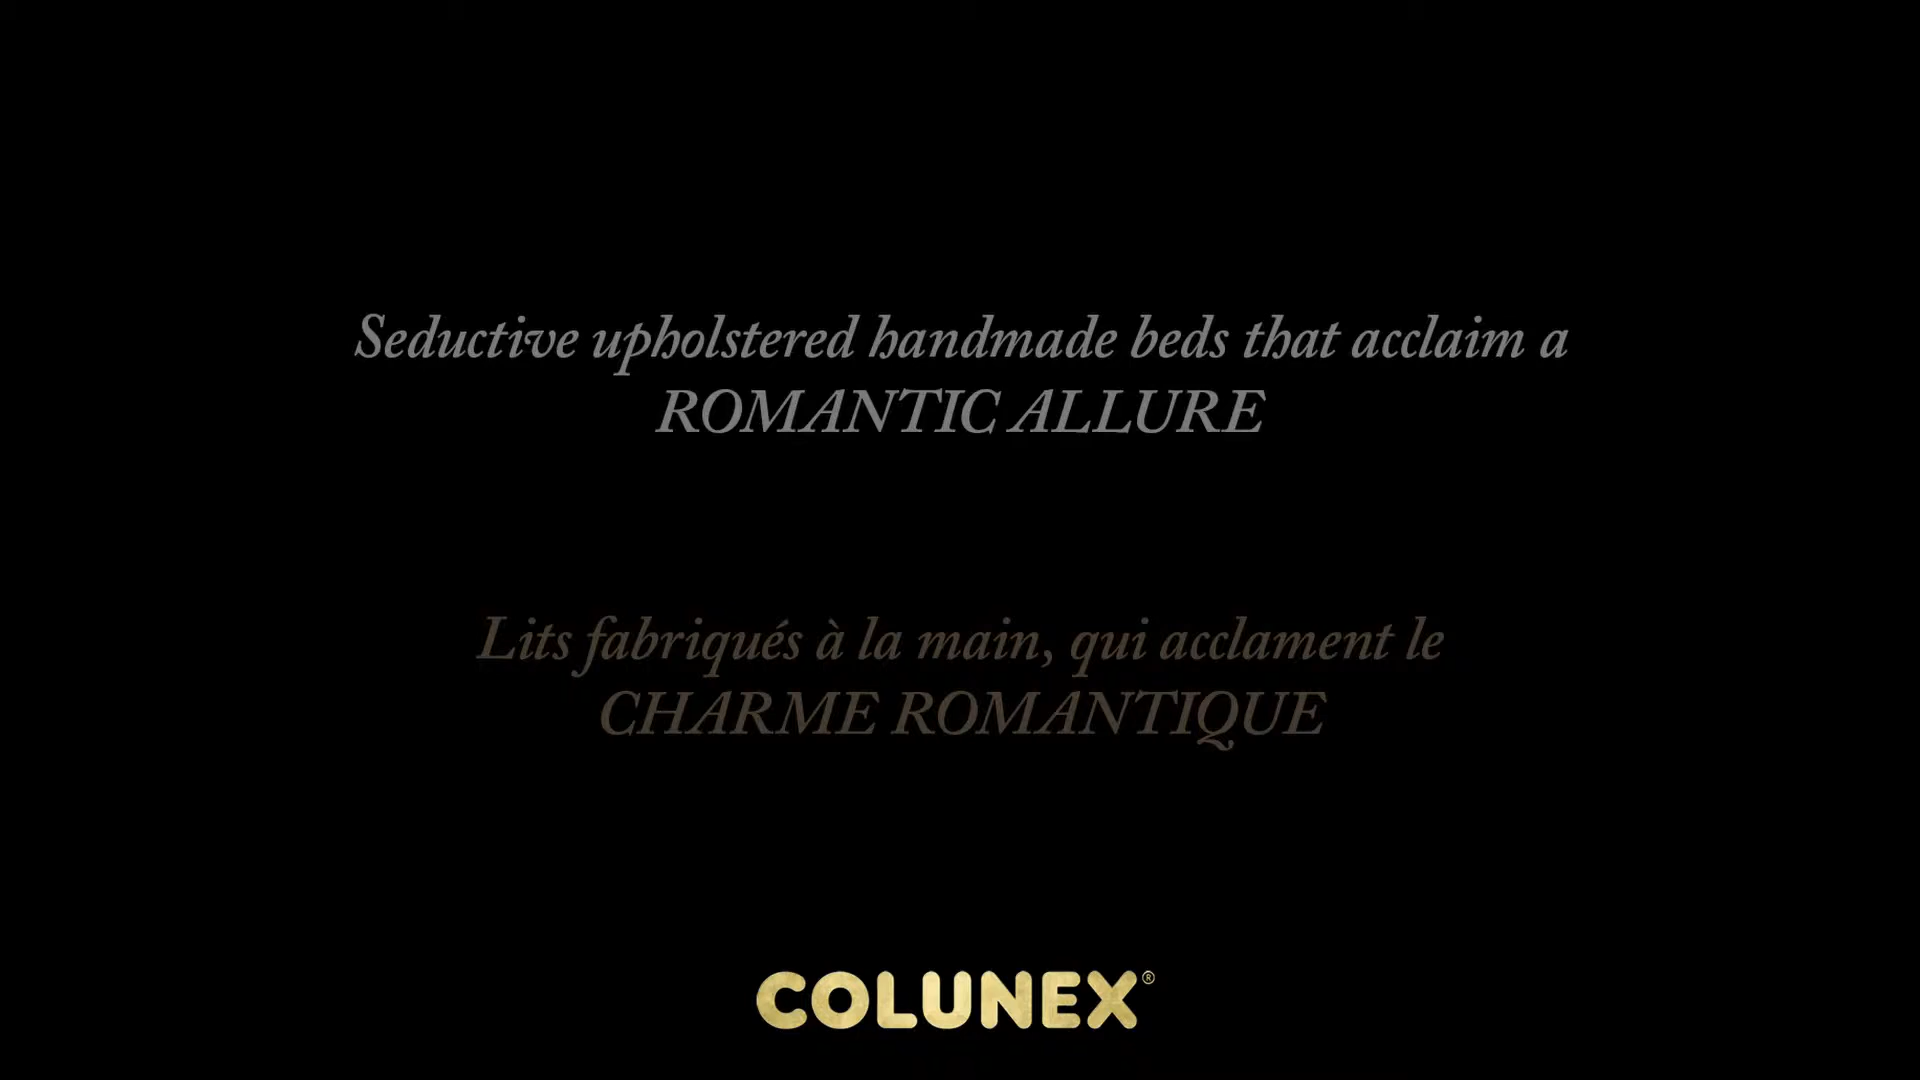 Seductive upholstered handmade beds that acclaim a
ROMANTIC ALLURE
Lits fabriqués à la main, qui acclament le
CHARME ROMANTIQUE
COLUNEX®